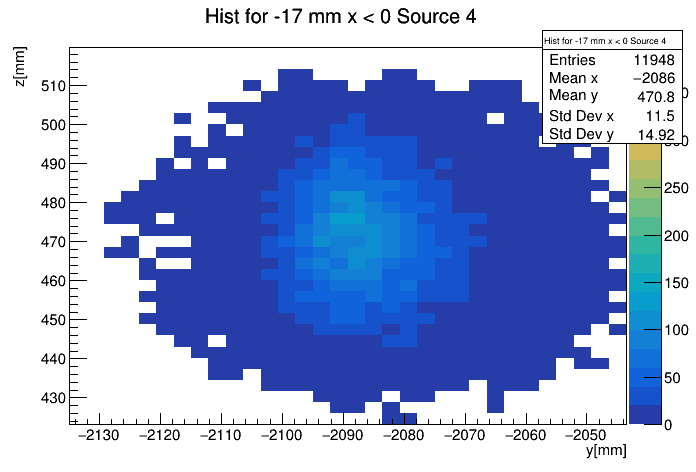 Hist for -17 mm x < 0 Source 4
z[mm]
Hist for -17 mm x < 0 Source 4
Entries 11948
Mean x −2086
Mean y 470.8
Std Dev x 11.5
Std Dev y 14.92
510
500
490
480
470
460
450
440
430
250
200
150
100
50
0
−2130 −2120 −2110 −2100 −2090 −2080 −2070 −2060 −2050
y[mm]